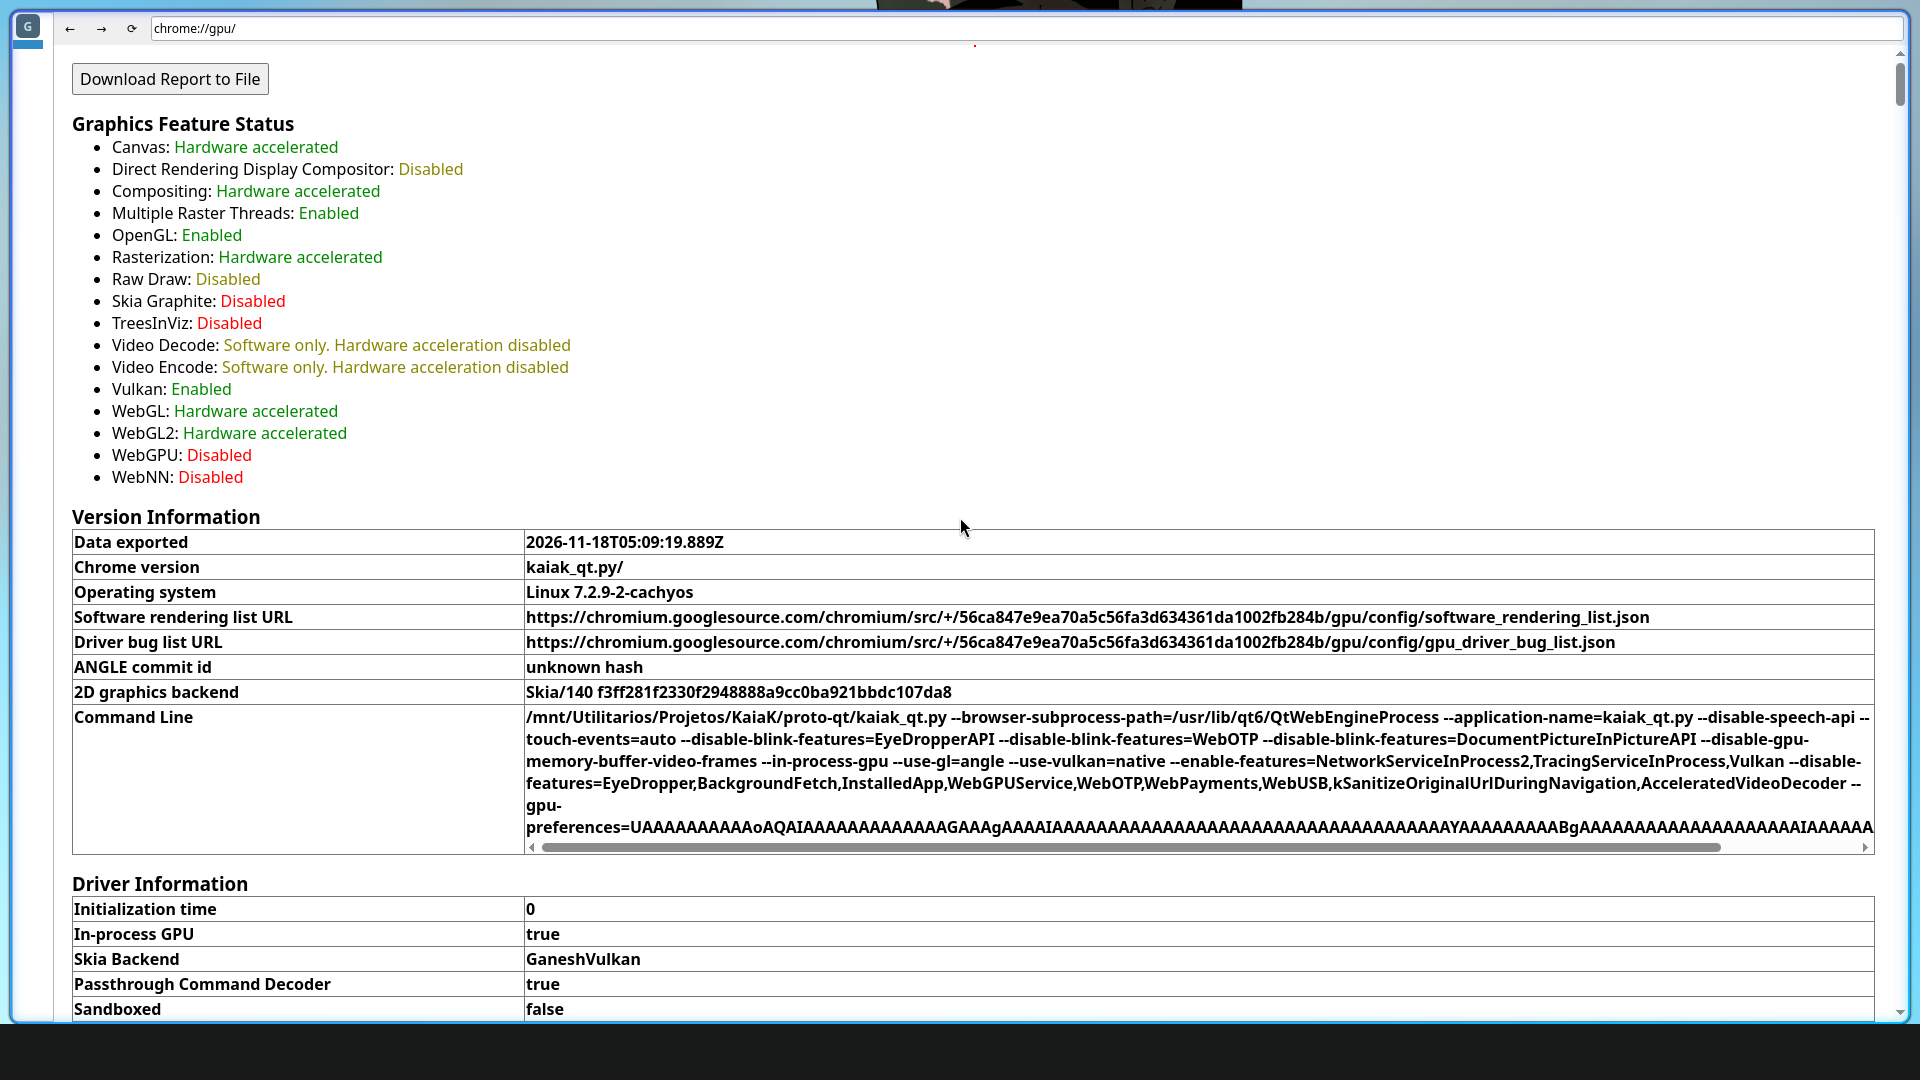 G
← → ⟳ chrome://gpu/
Download Report to File
Graphics Feature Status
Canvas: Hardware accelerated
Direct Rendering Display Compositor: Disabled
Compositing: Hardware accelerated
Multiple Raster Threads: Enabled
OpenGL: Enabled
Rasterization: Hardware accelerated
Raw Draw: Disabled
Skia Graphite: Disabled
TreesInViz: Disabled
Video Decode: Software only. Hardware acceleration disabled
Video Encode: Software only. Hardware acceleration disabled
Vulkan: Enabled
WebGL: Hardware accelerated
WebGL2: Hardware accelerated
WebGPU: Disabled
WebNN: Disabled
Version Information
Data exported 2026-11-18T05:09:19.889Z
Chrome version kaiak_qt.py/
Operating system Linux 7.2.9-2-cachyos
Software rendering list URL https://chromium.googlesource.com/chromium/src/+/56ca847e9ea70a5c56fa3d634361da1002fb284b/gpu/config/software_rendering_list.json
Driver bug list URL https://chromium.googlesource.com/chromium/src/+/56ca847e9ea70a5c56fa3d634361da1002fb284b/gpu/config/gpu_driver_bug_list.json
ANGLE commit id unknown hash
2D graphics backend Skia/140 f3ff281f2330f2948888a9cc0ba921bbdc107da8
Command Line /mnt/Utilitarios/Projetos/KaiaK/proto-qt/kaiak_qt.py --browser-subprocess-path=/usr/lib/qt6/QtWebEngineProcess --application-name=kaiak_qt.py --disable-speech-api --
touch-events=auto --disable-blink-features=EyeDropperAPI --disable-blink-features=WebOTP --disable-blink-features=DocumentPictureInPictureAPI --disable-gpu-
memory-buffer-video-frames --in-process-gpu --use-gl=angle --use-vulkan=native --enable-features=NetworkServiceInProcess2,TracingServiceInProcess,Vulkan --disable-
features=EyeDropper,BackgroundFetch,InstalledApp,WebGPUService,WebOTP,WebPayments,WebUSB,kSanitizeOriginalUrlDuringNavigation,AcceleratedVideoDecoder --
gpu-
preferences=
Driver Information
Initialization time 0
In-process GPU true
Skia Backend GaneshVulkan
Passthrough Command Decoder true
Sandboxed false